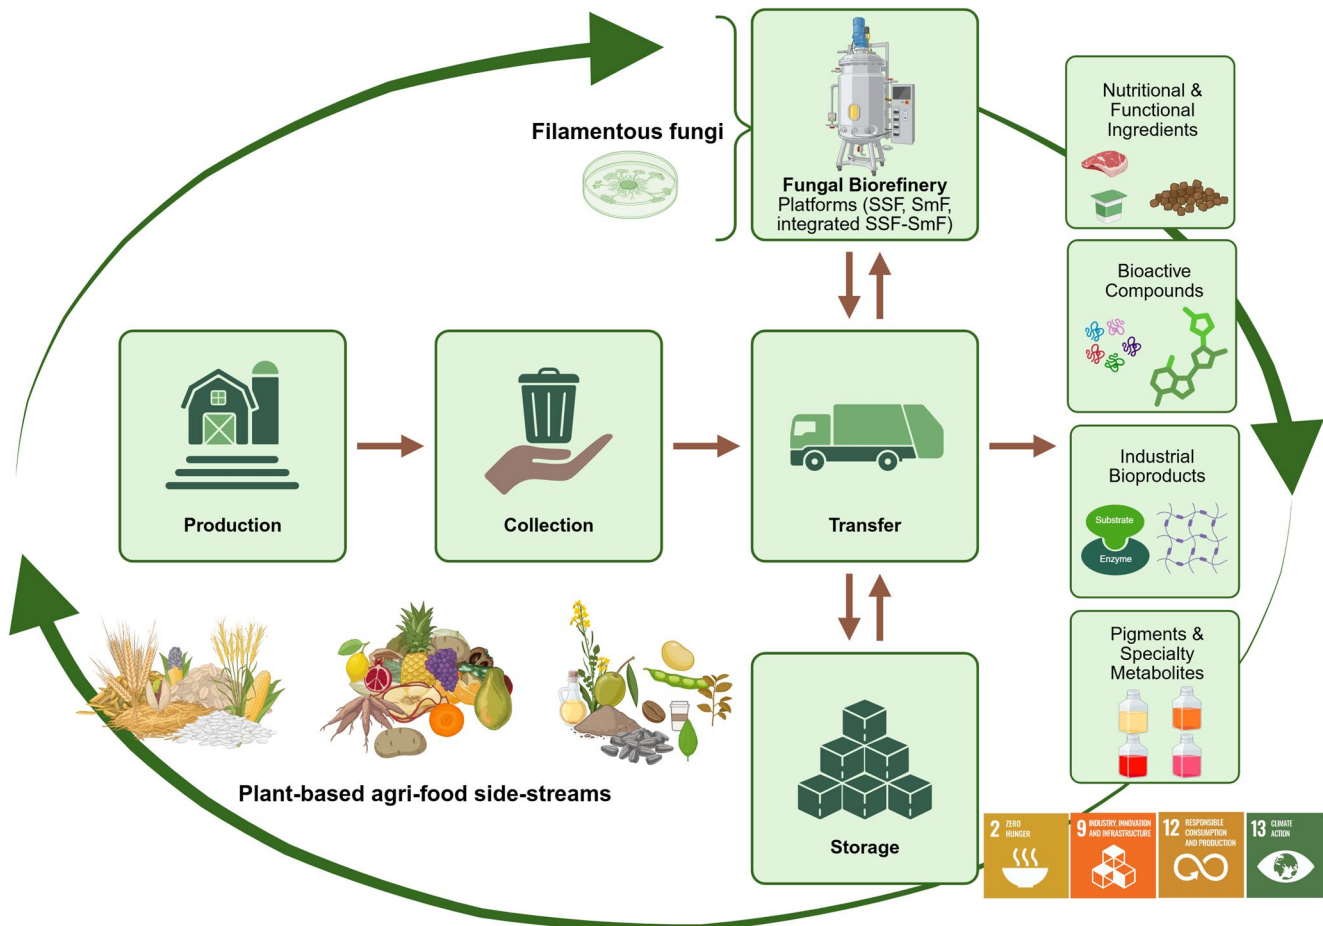 Filamentous fungi
Fungal Biorefinery
Platforms (SSF, SmF,
integrated SSF-SmF)
Nutritional &
Functional
Ingredients
Bioactive
Compounds
Production
Collection
Transfer
Industrial
Bioproducts
Substrate
Enzyme
Pigments &
Specialty
Metabolites
Plant-based agri-food side-streams
Storage
2 ZERO
HUNGER
9 INDUSTRY, INNOVATION
AND INFRASTRUCTURE
12 RESPONSIBLE
CONSUMPTION
AND PRODUCTION
13 CLIMATE
ACTION